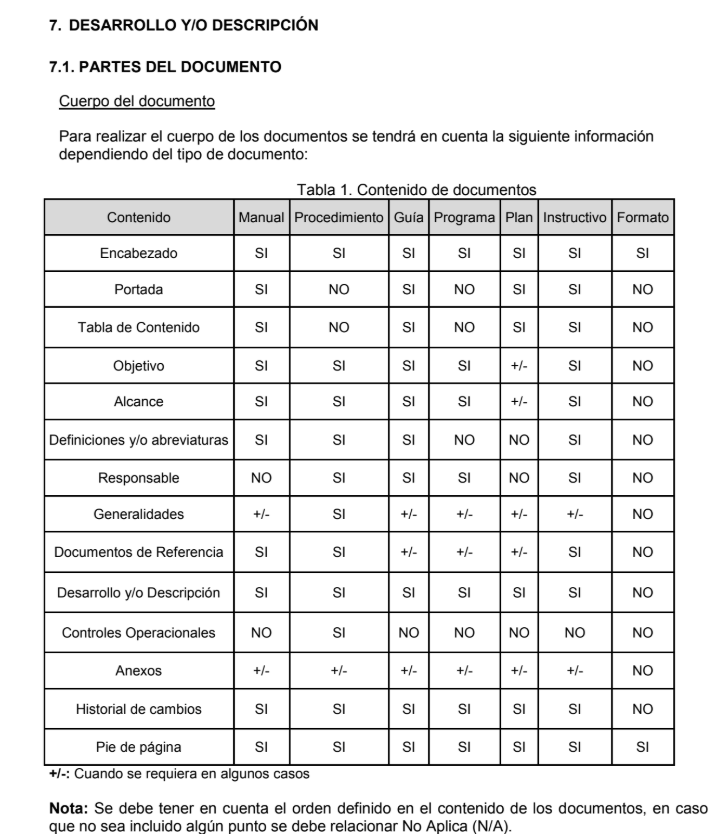 7. DESARROLLO Y/O DESCRIPCIÓN
7.1. PARTES DEL DOCUMENTO
Cuerpo del documento
Para realizar el cuerpo de los documentos se tendrá en cuenta la siguiente información
dependiendo del tipo de documento:
Tabla 1. Contenido de documentos
Contenido Manual Procedimiento Guía Programa Plan Instructivo Formato
Encabezado SI SI SI SI SI SI SI
Portada SI NO SI NO SI SI NO
Tabla de Contenido SI NO SI NO SI SI NO
Objetivo SI SI SI SI +/- SI NO
Alcance SI SI SI SI +/- SI NO
Definiciones y/o abreviaturas SI SI SI NO NO SI NO
Responsable NO SI SI SI NO SI NO
Generalidades +/- SI +/- +/- +/- +/- NO
Documentos de Referencia SI SI +/- +/- +/- SI NO
Desarrollo y/o Descripción SI SI SI SI SI SI NO
Controles Operacionales NO SI NO NO NO NO NO
Anexos +/- +/- +/- +/- +/- +/- NO
Historial de cambios SI SI SI SI SI SI NO
Pie de página SI SI SI SI SI SI SI
+/-: Cuando se requiera en algunos casos
Nota: Se debe tener en cuenta el orden definido en el contenido de los documentos, en caso
que no sea incluido algún punto se debe relacionar No Aplica (N/A).